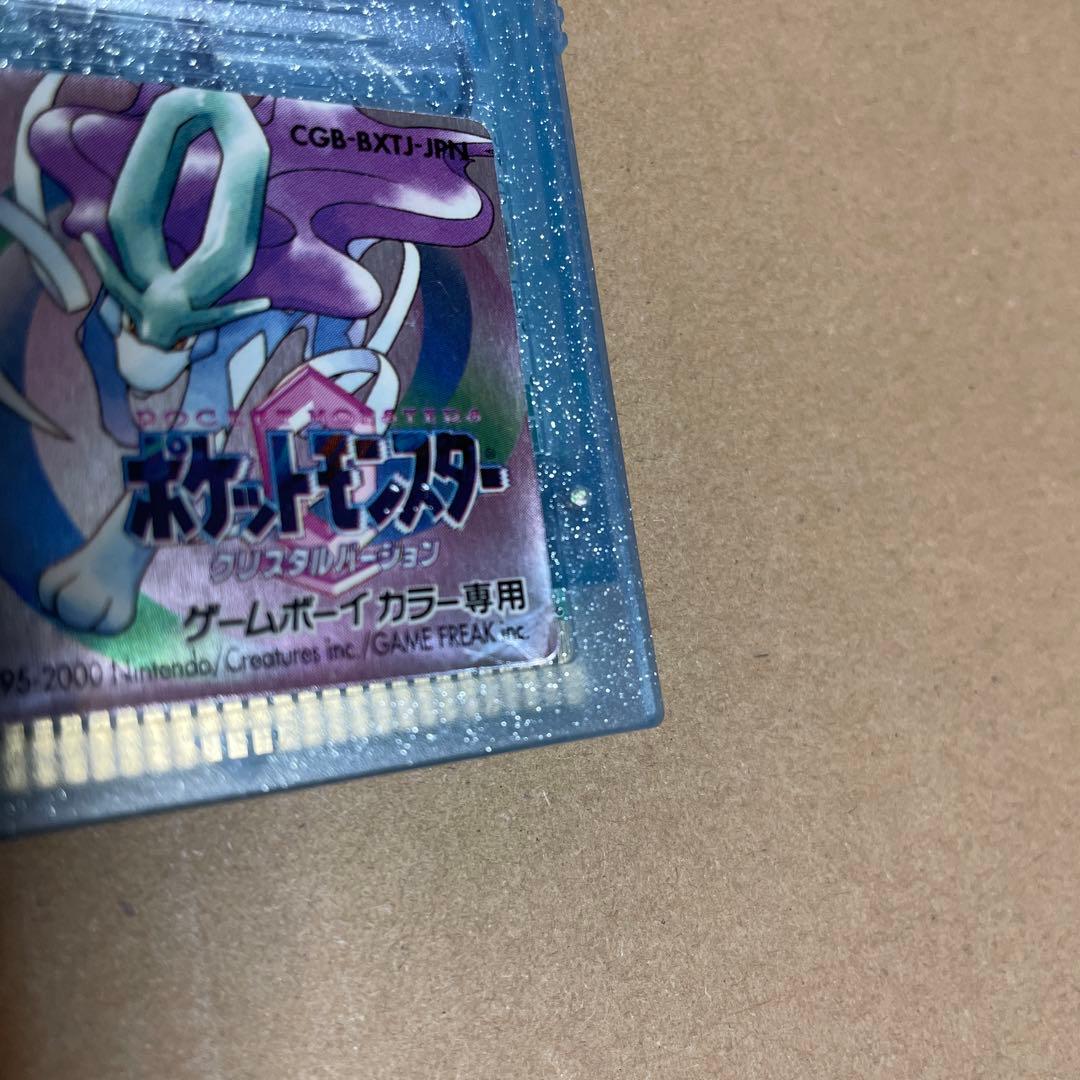 CGB-BXTJ-JPN
POCKET MONSTERS
ポケットモンスター
クリスタルバージョン
ゲームボーイ カラー専用
95-2000 Nintendo/Creatures inc./GAME FREAK inc.